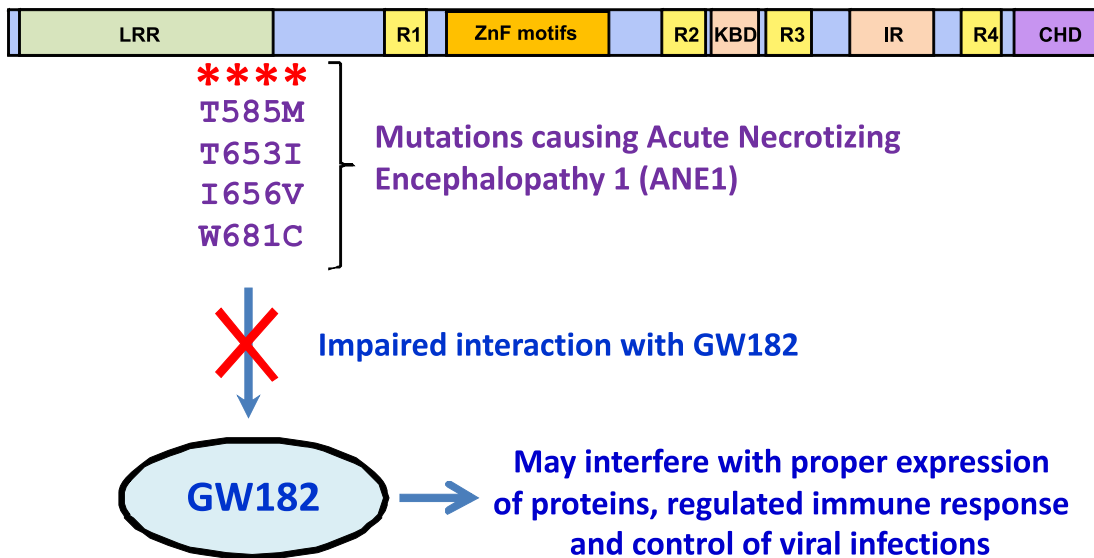 LRR R1 ZnF motifs R2 KBD R3 IR R4 CHD
****
T585M
T653I
I656V
W681C
Mutations causing Acute Necrotizing
Encephalopathy 1 (ANE1)
Impaired interaction with GW182
GW182
May interfere with proper expression
of proteins, regulated immune response
and control of viral infections